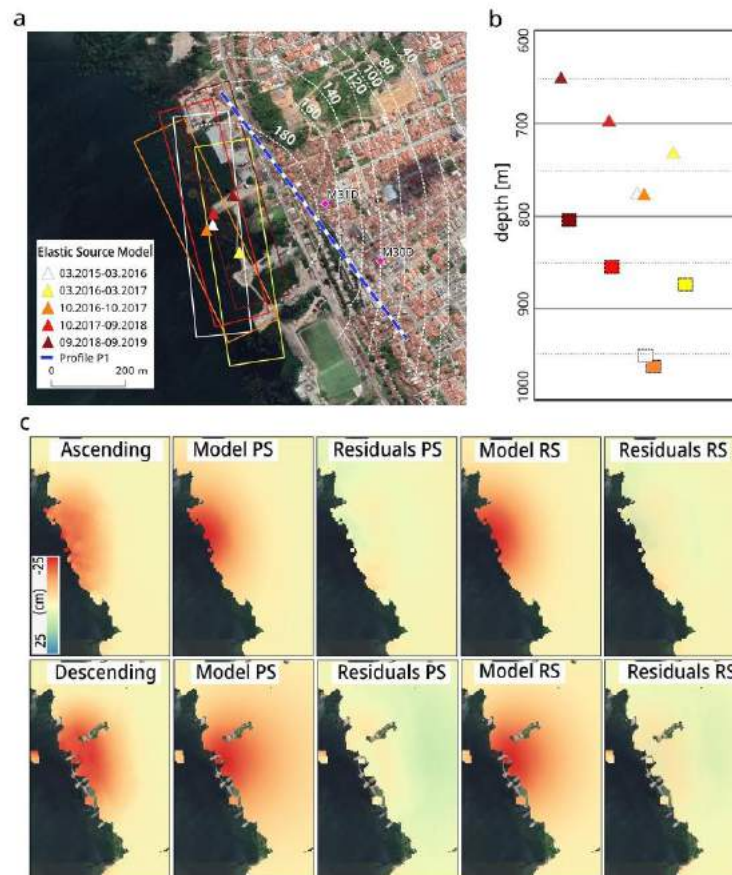 a
b
20
40
80
100
120
140
160
180
M31D
M30D
Elastic Source Model
03.2015-03.2016
03.2016-03.2017
10.2016-10.2017
10.2017-09.2018
09.2018-09.2019
Profile P1
0 200 m
depth [m]
600
700
800
900
1000
c
Ascending Model PS Residuals PS Model RS Residuals RS
25 (cm) -25
Descending Model PS Residuals PS Model RS Residuals RS